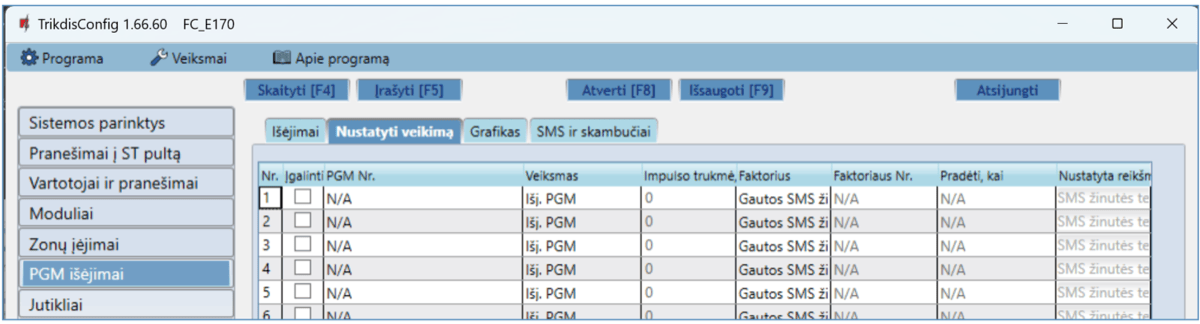 TrikdisConfig 1.66.60 FC_E170
Programa Veiksmai Apie programą
Skaityti [F4] Įrašyti [F5] Atverti [F8] Išsaugoti [F9] Atsijungti
Sistemos parinktys
Pranešimai į ST pultą
Vartotojai ir pranešimai
Moduliai
Zonų įėjimai
PGM išėjimai
Jutikliai
Išėjimai Nustatyti veikimą Grafikas SMS ir skambučiai
Nr. Įgalinti PGM Nr. Veiksmas Impulso trukmė, Faktorius Faktoriaus Nr. Pradėti, kai Nustatyta reikšm
1 N/A Išj. PGM 0 Gautos SMS ži N/A N/A SMS žinutės te
2 N/A Išj. PGM 0 Gautos SMS ži N/A N/A SMS žinutės te
3 N/A Išj. PGM 0 Gautos SMS ži N/A N/A SMS žinutės te
4 N/A Išj. PGM 0 Gautos SMS ži N/A N/A SMS žinutės te
5 N/A Išj. PGM 0 Gautos SMS ži N/A N/A SMS žinutės te
6 N/A Išj. PGM 0 Gautos SMS ži N/A N/A SMS žinutės te